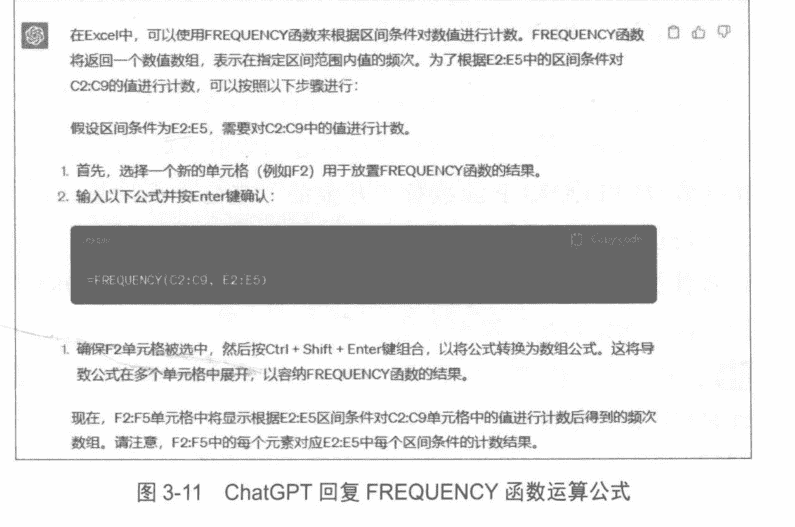 在Excel中，可以使用FREQUENCY函数来根据区间条件对数值进行计数。FREQUENCY函数
将返回一个数值数组，表示在指定区间范围内值的频次。为了根据E2:E5中的区间条件对
C2:C9的值进行计数，可以按照以下步骤进行：
假设区间条件为E2:E5，需要对C2:C9中的值进行计数。
1. 首先，选择一个新的单元格（例如F2）用于放置FREQUENCY函数的结果。
2. 输入以下公式并按Enter键确认：
Copy code
=FREQUENCY(C2:C9, E2:E5)
1. 确保F2单元格被选中，然后按Ctrl + Shift + Enter键组合，以将公式转换为数组公式。这将导
致公式在多个单元格中展开，以容纳FREQUENCY函数的结果。
现在，F2:F5单元格中将显示根据E2:E5区间条件对C2:C9单元格中的值进行计数后得到的频次
数组。请注意，F2:F5中的每个元素对应E2:E5中每个区间条件的计数结果。
图 3-11 ChatGPT 回复 FREQUENCY 函数运算公式